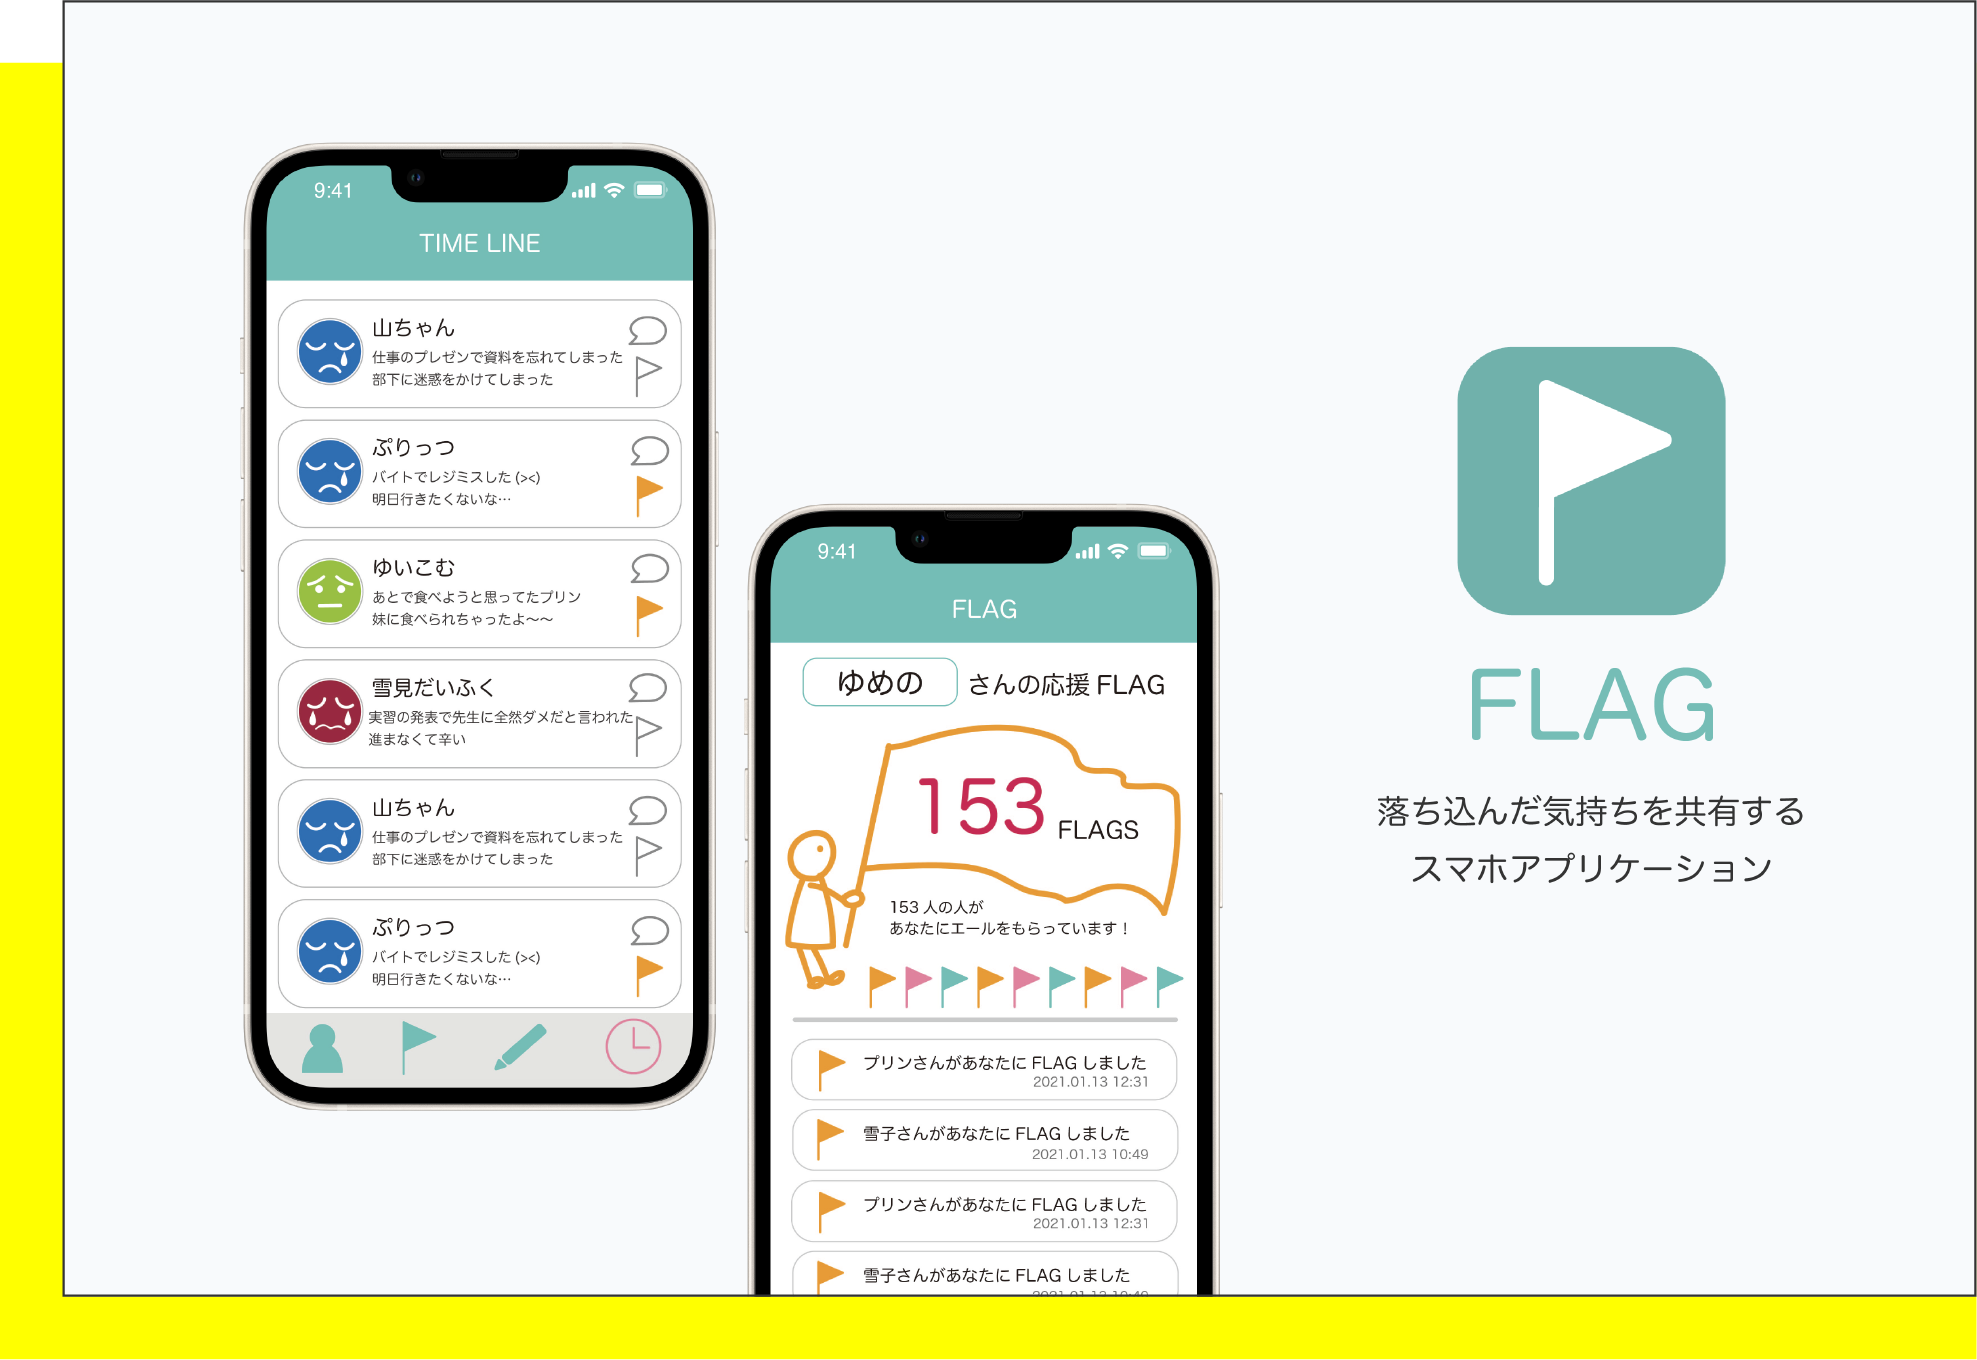 9:41
TIME LINE
山ちゃん
仕事のプレゼンで資料を忘れてしまった
部下に迷惑をかけてしまった
ぷりっつ
バイトでレジミスした (><)
明日行きたくないな…
ゆいこむ
あとで食べようと思ってたプリン
妹に食べられちゃったよ〜〜
雪見だいふく
実習の発表で先生に全然ダメだと言われた
進まなくて辛い
山ちゃん
仕事のプレゼンで資料を忘れてしまった
部下に迷惑をかけてしまった
ぷりっつ
バイトでレジミスした (><)
明日行きたくないな…
9:41
FLAG
ゆめの さんの応援 FLAG
153 FLAGS
153 人の人が
あなたにエールをもらっています！
プリンさんがあなたに FLAG しました
2021.01.13 12:31
雪子さんがあなたに FLAG しました
2021.01.13 10:49
プリンさんがあなたに FLAG しました
2021.01.13 12:31
雪子さんがあなたに FLAG しました
FLAG
落ち込んだ気持ちを共有する
スマホアプリケーション